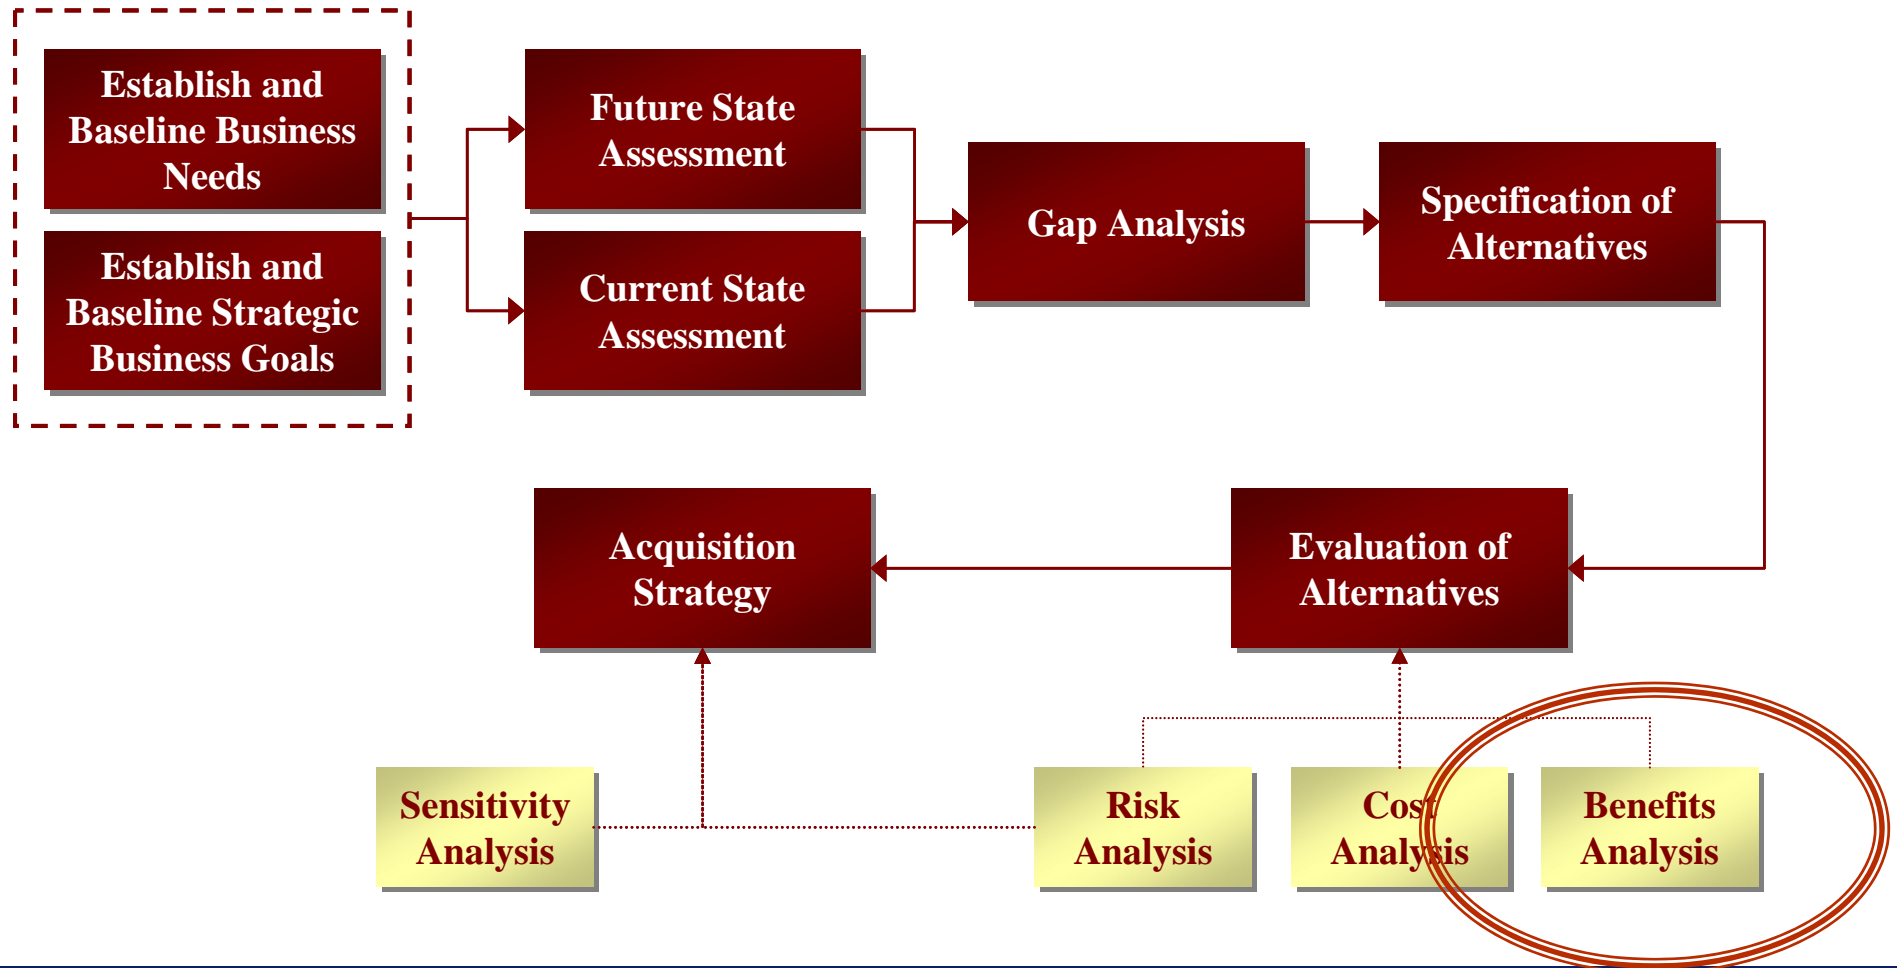 Establish and
Baseline Business
Needs
Establish and
Baseline Strategic
Business Goals
Future State
Assessment
Current State
Assessment
Gap Analysis
Specification of
Alternatives
Acquisition
Strategy
Evaluation of
Alternatives
Sensitivity
Analysis
Risk
Analysis
Cost
Analysis
Benefits
Analysis